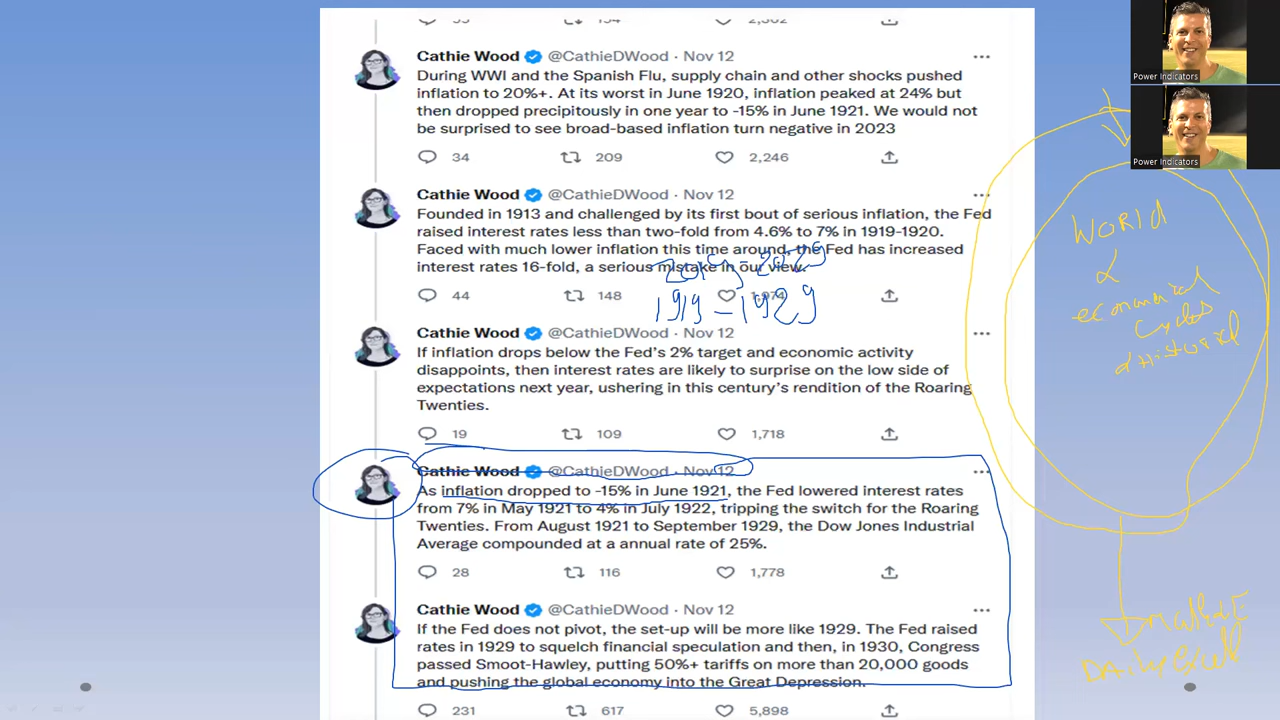 Cathie Wood @CathieDWood · Nov 12
During WWI and the Spanish Flu, supply chain and other shocks pushed
inflation to 20%+. At its worst in June 1920, inflation peaked at 24% but
then dropped precipitously in one year to -15% in June 1921. We would not
be surprised to see broad-based inflation turn negative in 2023
34 209 2,246
Cathie Wood @CathieDWood · Nov 12
Founded in 1913 and challenged by its first bout of serious inflation, the Fed
raised interest rates less than two-fold from 4.6% to 7% in 1919-1920.
Faced with much lower inflation this time around, the Fed has increased
interest rates 16-fold, a serious mistake in our view.
2019-2029
44 148 1,974
1919-1929
Cathie Wood @CathieDWood · Nov 12
If inflation drops below the Fed's 2% target and economic activity
disappoints, then interest rates are likely to surprise on the low side of
expectations next year, ushering in this century's rendition of the Roaring
Twenties.
19 109 1,718
Cathie Wood @CathieDWood · Nov 12
As inflation dropped to -15% in June 1921, the Fed lowered interest rates
from 7% in May 1921 to 4% in July 1922, tripping the switch for the Roaring
Twenties. From August 1921 to September 1929, the Dow Jones Industrial
Average compounded at a annual rate of 25%.
28 116 1,778
Cathie Wood @CathieDWood · Nov 12
If the Fed does not pivot, the set-up will be more like 1929. The Fed raised
rates in 1929 to squelch financial speculation and then, in 1930, Congress
passed Smoot-Hawley, putting 50%+ tariffs on more than 20,000 goods
and pushing the global economy into the Great Depression.
231 617 5,898
Power Indicators
Power Indicators
WORLD
economical
Cycles